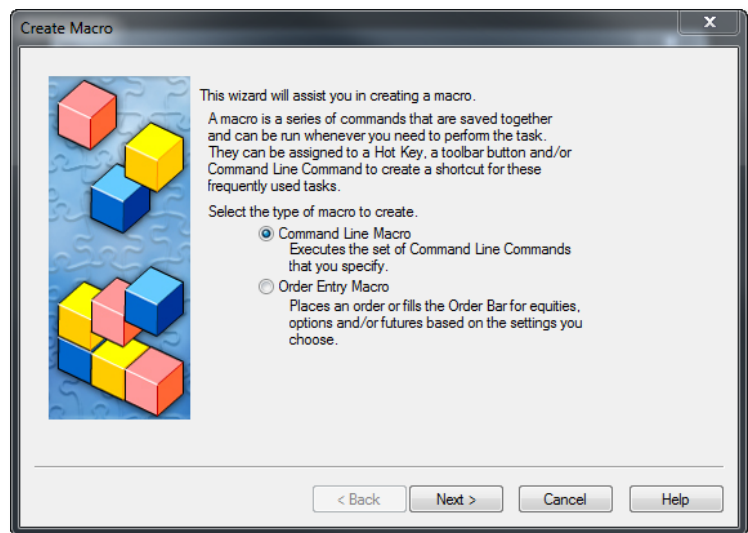 Create Macro
X
This wizard will assist you in creating a macro.
A macro is a series of commands that are saved together
and can be run whenever you need to perform the task.
They can be assigned to a Hot Key, a toolbar button and/or
Command Line Command to create a shortcut for these
frequently used tasks.
Select the type of macro to create.
Command Line Macro
Executes the set of Command Line Commands
that you specify.
Order Entry Macro
Places an order or fills the Order Bar for equities,
options and/or futures based on the settings you
choose.
< Back Next > Cancel Help